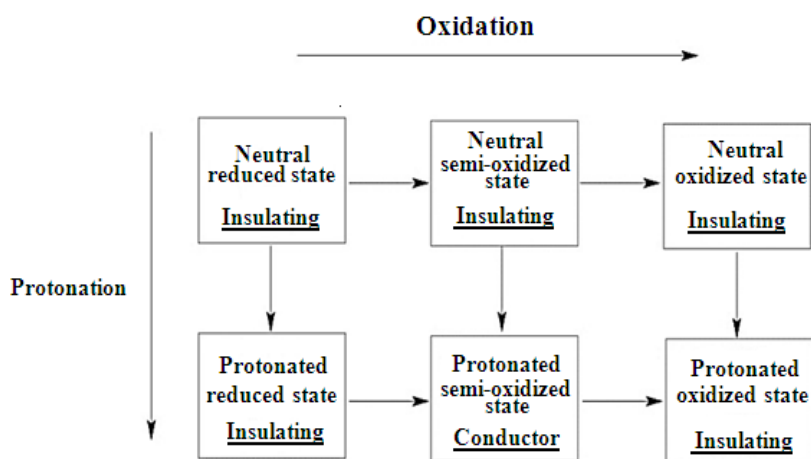 Oxidation
Neutral
reduced state
Insulating
Neutral
semi-oxidized
state
Insulating
Neutral
oxidized state
Insulating
Protonation
Protonated
reduced state
Insulating
Protonated
semi-oxidized
state
Conductor
Protonated
oxidized state
Insulating